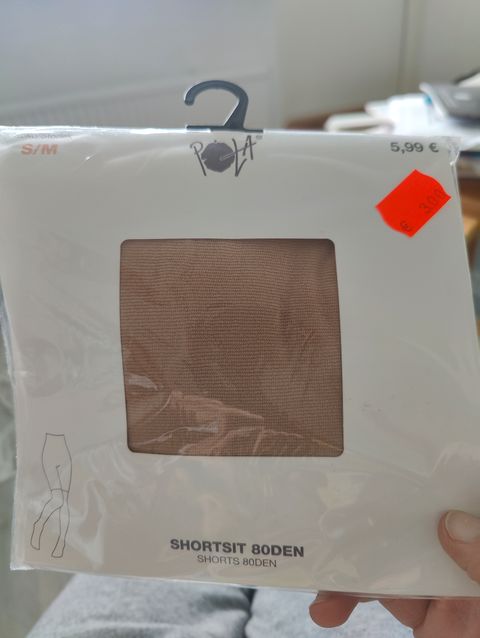 S/M
POLA
5,99 €
€ 3,00
SHORTSIT 80DEN
SHORTS 80DEN